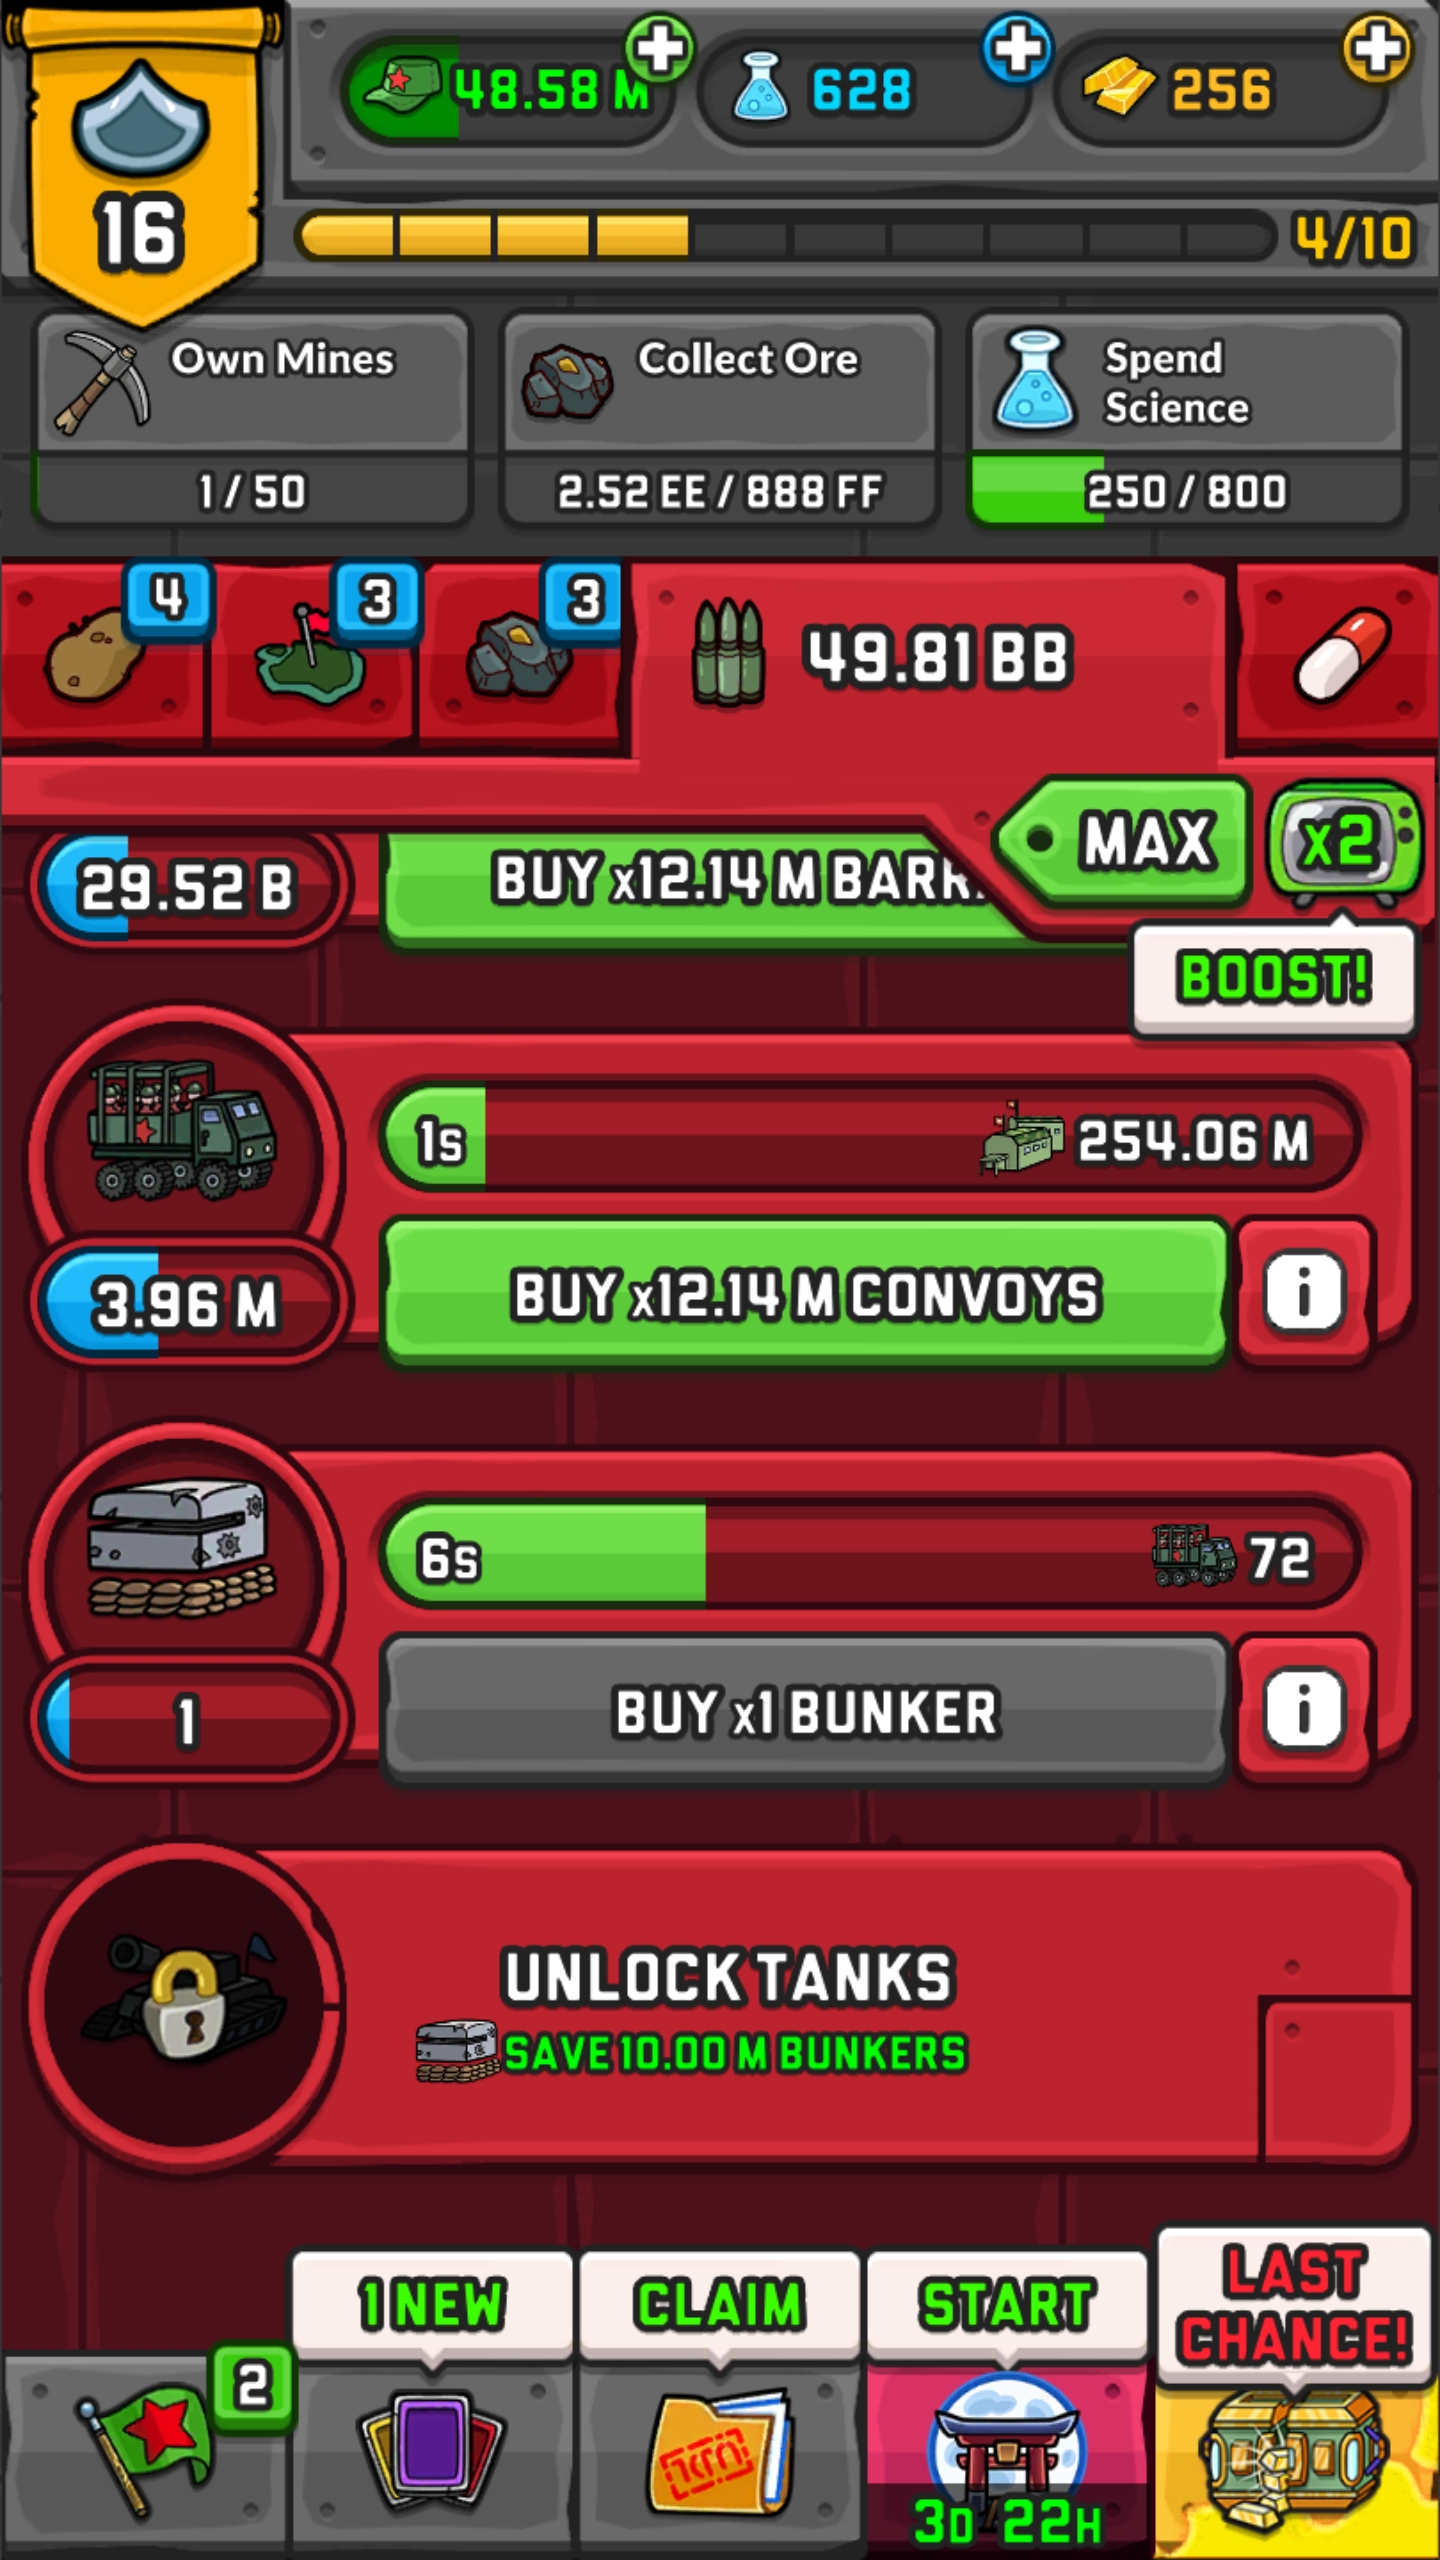 48.58 M
628
256
16
4/10
Own Mines
1 / 50
Collect Ore
2.52 EE / 888 FF
Spend
Science
250 / 800
4
3
3
49.81 BB
MAX
x2
29.52 B
BUY x12.14 M BARR.
BOOST!
1s
254.06 M
3.96 M
BUY x12.14 M CONVOYS
i
6s
72
1
BUY x1 BUNKER
i
UNLOCK TANKS
SAVE 10.00 M BUNKERS
1 NEW
CLAIM
START
LAST
CHANCE!
2
3D 22H